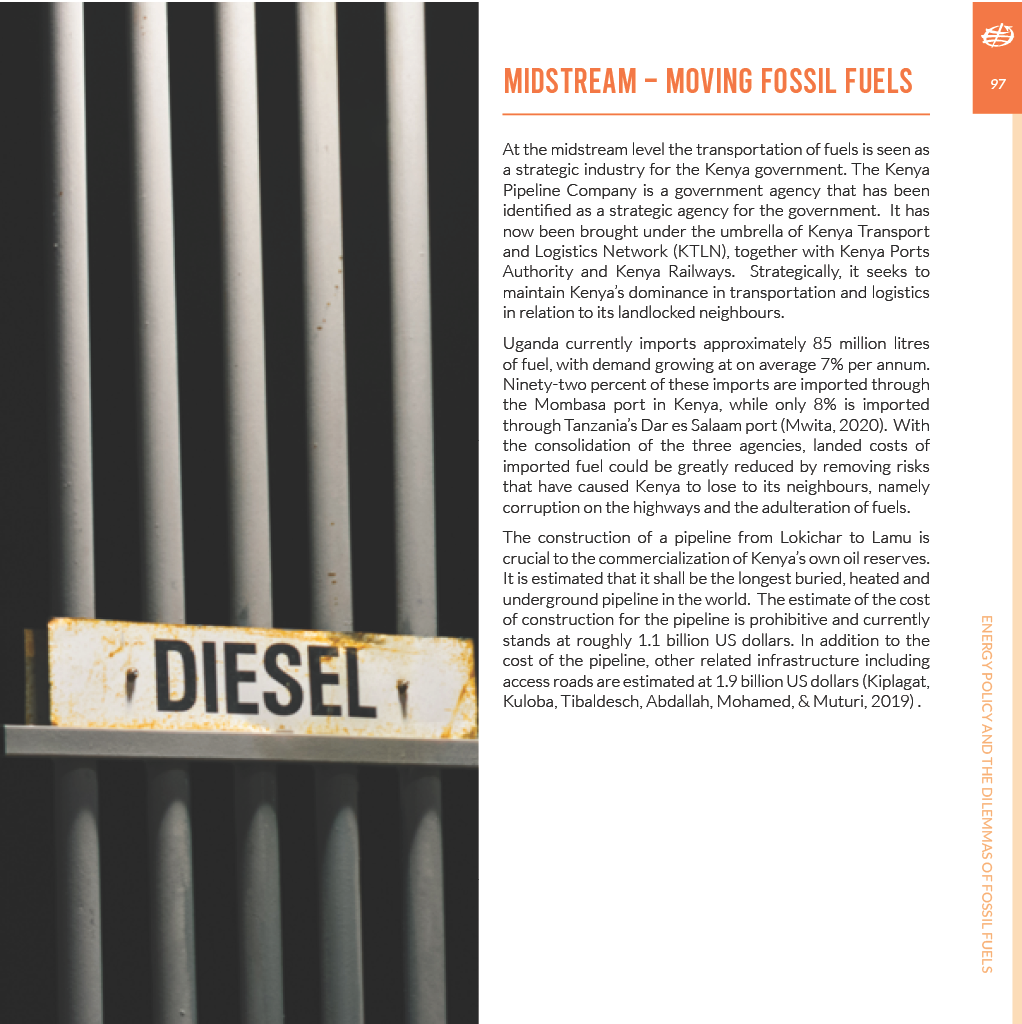 97
MIDSTREAM – MOVING FOSSIL FUELS
At the midstream level the transportation of fuels is seen as
a strategic industry for the Kenya government. The Kenya
Pipeline Company is a government agency that has been
identified as a strategic agency for the government.  It has
now been brought under the umbrella of Kenya Transport
and Logistics Network (KTLN), together with Kenya Ports
Authority and Kenya Railways.  Strategically, it seeks to
maintain Kenya's dominance in transportation and logistics
in relation to its landlocked neighbours.
Uganda currently imports approximately 85 million litres
of fuel, with demand growing at on average 7% per annum.
Ninety-two percent of these imports are imported through
the Mombasa port in Kenya, while only 8% is imported
through Tanzania's Dar es Salaam port (Mwita, 2020).  With
the consolidation of the three agencies, landed costs of
imported fuel could be greatly reduced by removing risks
that have caused Kenya to lose to its neighbours, namely
corruption on the highways and the adulteration of fuels.
The construction of a pipeline from Lokichar to Lamu is
crucial to the commercialization of Kenya's own oil reserves.
It is estimated that it shall be the longest buried, heated and
underground pipeline in the world.  The estimate of the cost
of construction for the pipeline is prohibitive and currently
stands at roughly 1.1 billion US dollars. In addition to the
cost of the pipeline, other related infrastructure including
access roads are estimated at 1.9 billion US dollars (Kiplagat,
Kuloba, Tibaldesch, Abdallah, Mohamed, & Muturi, 2019) .
DIESEL
ENERGY POLICY AND THE DILEMMAS OF FOSSIL FUELS